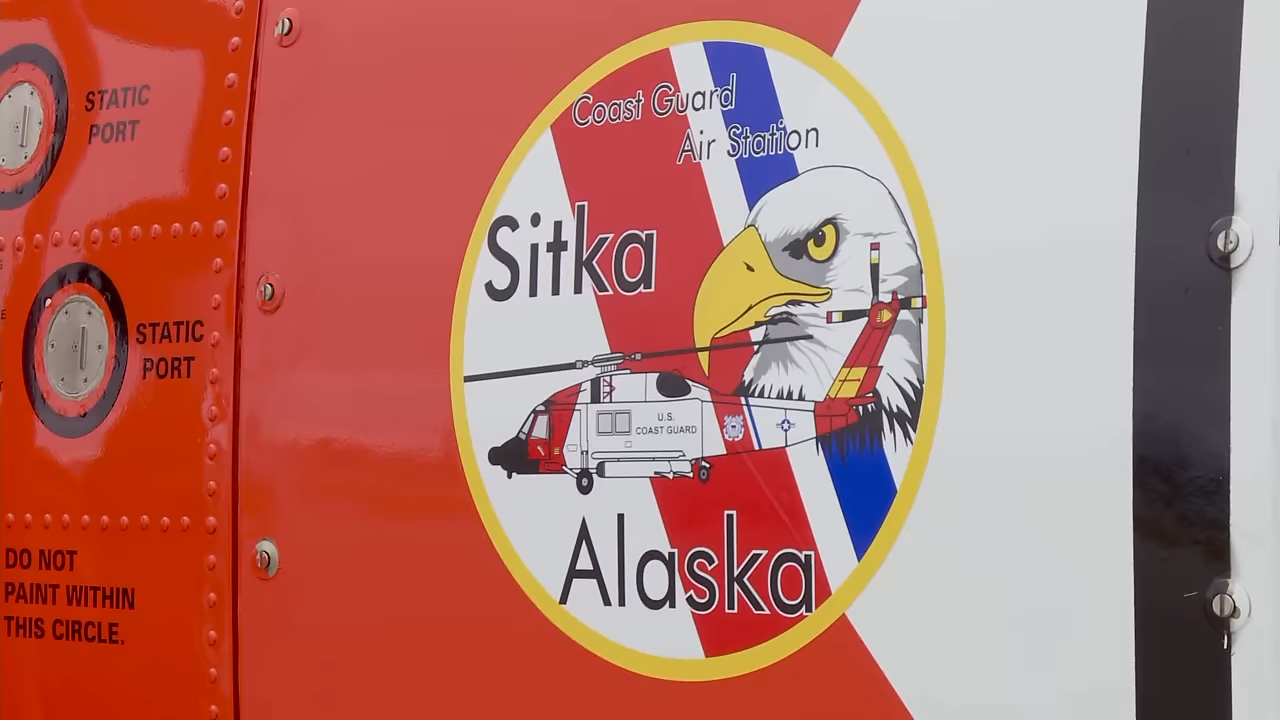 STATIC
PORT
STATIC
PORT
DO NOT
PAINT WITHIN
THIS CIRCLE.
Coast Guard
Air Station
Sitka
U.S.
COAST GUARD
Alaska